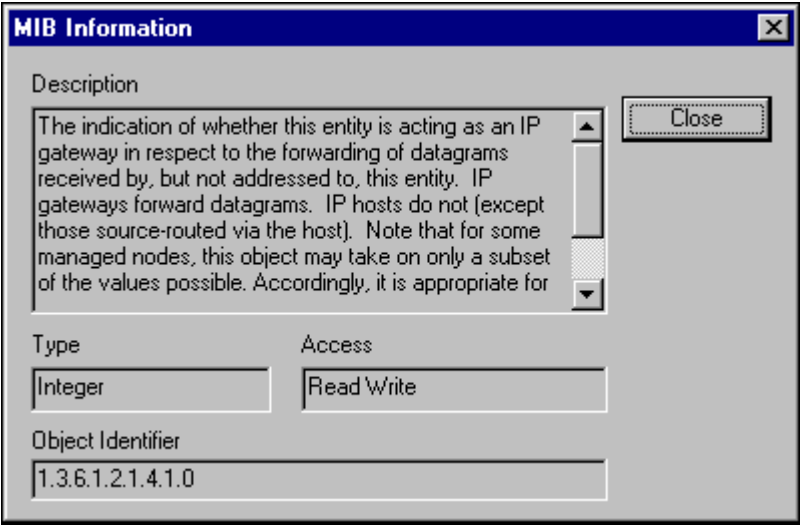 MIB Information
Description
The indication of whether this entity is acting as an IP
gateway in respect to the forwarding of datagrams
received by, but not addressed to, this entity.  IP
gateways forward datagrams.  IP hosts do not (except
those source-routed via the host).  Note that for some
managed nodes, this object may take on only a subset
of the values possible. Accordingly, it is appropriate for
Close
Type
Access
Integer
Read Write
Object Identifier
1.3.6.1.2.1.4.1.0